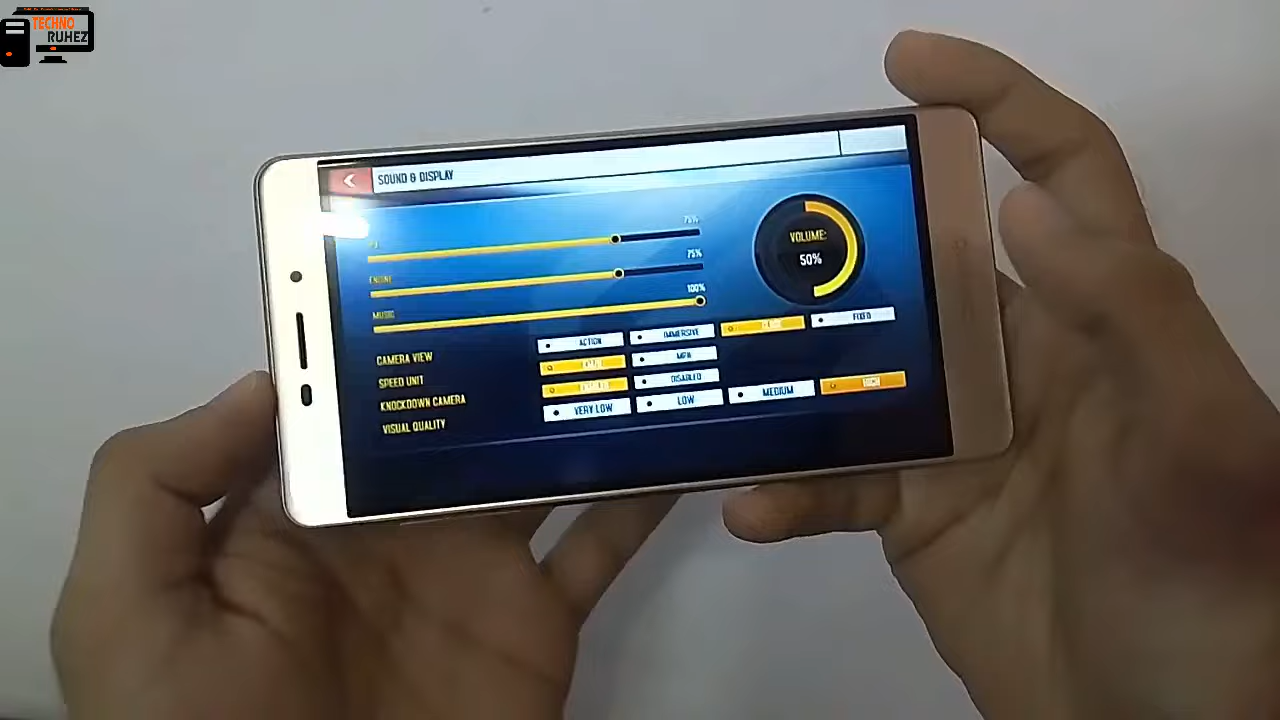 TECHNO
RUHEZ
SOUND & DISPLAY
75%
ENGINE
75%
MUSIC
100%
VOLUME:
50%
CAMERA VIEW
ACTION
IMMERSIVE
FIXED
SPEED UNIT
MPH
KNOCKDOWN CAMERA
DISABLED
VISUAL QUALITY
VERY LOW
LOW
MEDIUM
HIGH